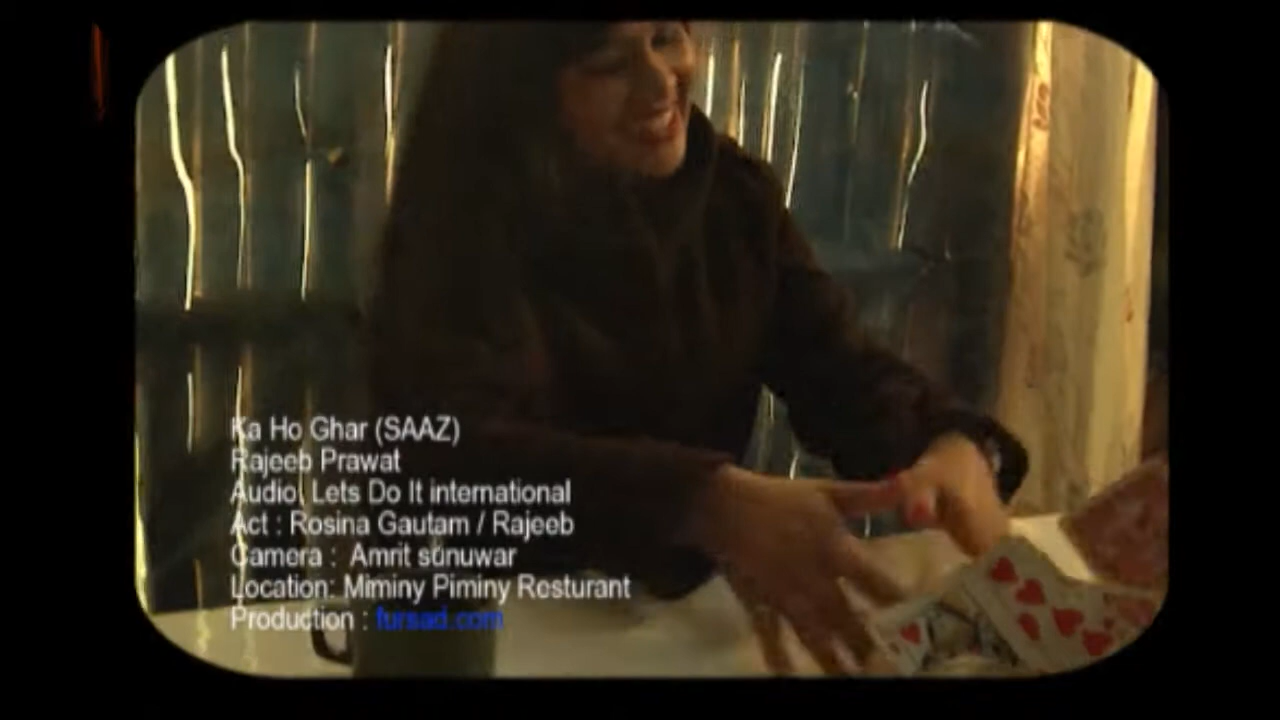 Ka Ho Ghar (SAAZ)
Rajeeb Prawat
Audio: Lets Do It international
Act : Rosina Gautam / Rajeeb
Camera :  Amrit sunuwar
Location: Miminy Piminy Resturant
Production : fursad.com